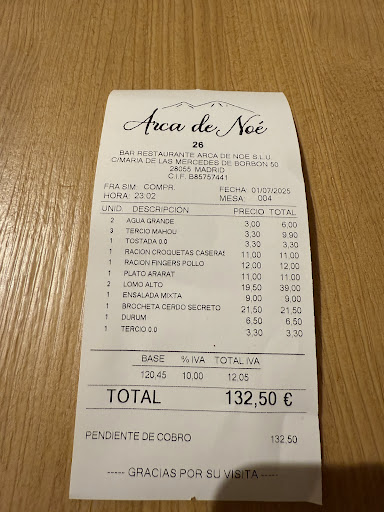 Arca de Noé
26
BAR RESTAURANTE ARCA DE NOE S.L.U.
C/MARIA DE LAS MERCEDES DE BORBON 50
28055 MADRID
C.I.F. B85757441
FRA.SIM. COMPR. FECHA: 01/07/2025
HORA: 23:02 MESA: 004
UNID. DESCRIPCION PRECIO TOTAL
2 AGUA GRANDE 3,00 6,00
3 TERCIO MAHOU 3,30 9,90
1 TOSTADA 0.0 3,30 3,30
1 RACION CROQUETAS CASERAS 11,00 11,00
1 RACION FINGERS POLLO 12,00 12,00
1 PLATO ARARAT 11,00 11,00
2 LOMO ALTO 19,50 39,00
1 ENSALADA MIXTA 9,00 9,00
1 BROCHETA CERDO SECRETO 21,50 21,50
1 DURUM 6,50 6,50
1 TERCIO 0.0 3,30 3,30
BASE % IVA TOTAL IVA
120,45 10,00 12,05
TOTAL 132,50 €
PENDIENTE DE COBRO 132,50
----- GRACIAS POR SU VISITA -----